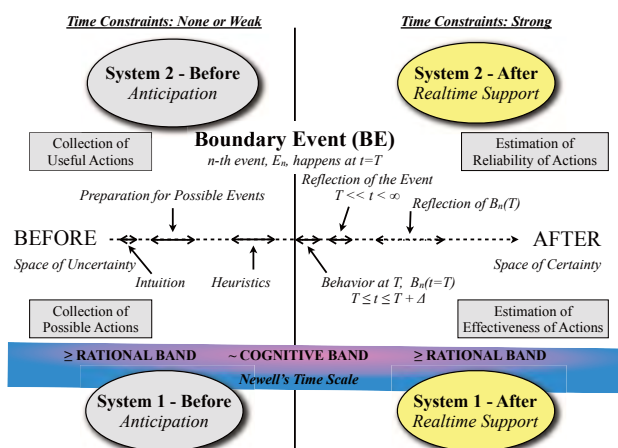 Time Constraints: None or Weak
Time Constraints: Strong
System 2 - Before
Anticipation
System 2 - After
Realtime Support
Collection of
Useful Actions
Boundary Event (BE)
n-th event, Eₙ, happens at t=T
Estimation of
Reliability of Actions
Preparation for Possible Events
Reflection of the Event
T << t < ∞
Reflection of Bₙ(T)
BEFORE
AFTER
Space of Uncertainty
Space of Certainty
Intuition
Heuristics
Behavior at T, Bₙ(t=T)
T ≤ t ≤ T + Δ
Collection of
Possible Actions
Estimation of
Effectiveness of Actions
≥ RATIONAL BAND
~ COGNITIVE BAND
≥ RATIONAL BAND
Newell's Time Scale
System 1 - Before
Anticipation
System 1 - After
Realtime Support